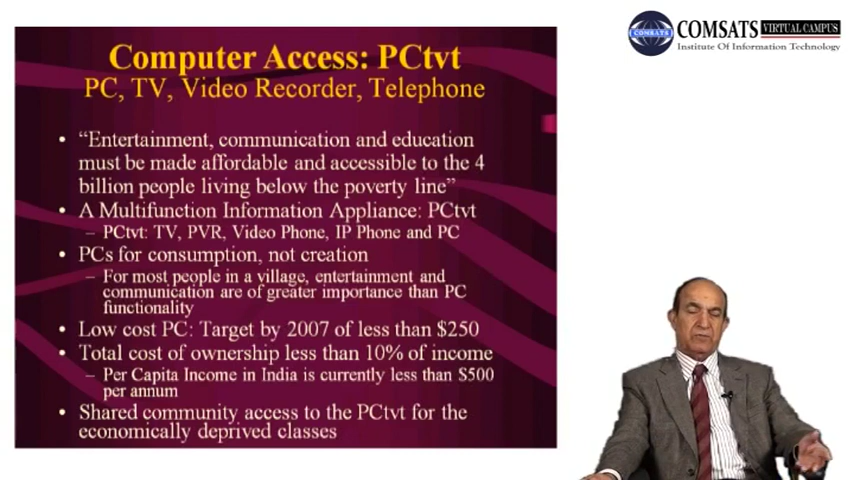 COMSATS
COMSATS VIRTUAL CAMPUS
Institute Of Information Technology
Computer Access: PCtvt
PC, TV, Video Recorder, Telephone
• “Entertainment, communication and education
must be made affordable and accessible to the 4
billion people living below the poverty line”
• A Multifunction Information Appliance: PCtvt
– PCtvt: TV, PVR, Video Phone, IP Phone and PC
• PCs for consumption, not creation
– For most people in a village, entertainment and
communication are of greater importance than PC
functionality
• Low cost PC: Target by 2007 of less than $250
• Total cost of ownership less than 10% of income
– Per Capita Income in India is currently less than $500
per annum
• Shared community access to the PCtvt for the
economically deprived classes